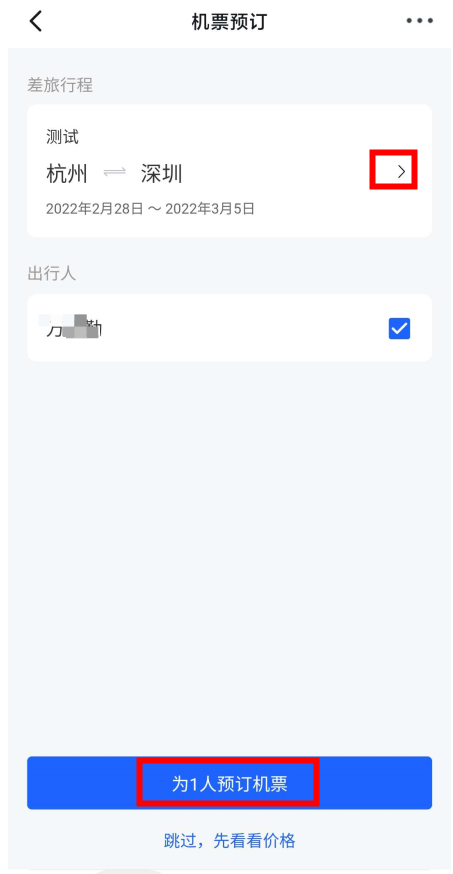 机票预订
差旅行程
测试
杭州 ⇌ 深圳
2022年2月28日 ～ 2022年3月5日
出行人
为1人预订机票
跳过，先看看价格